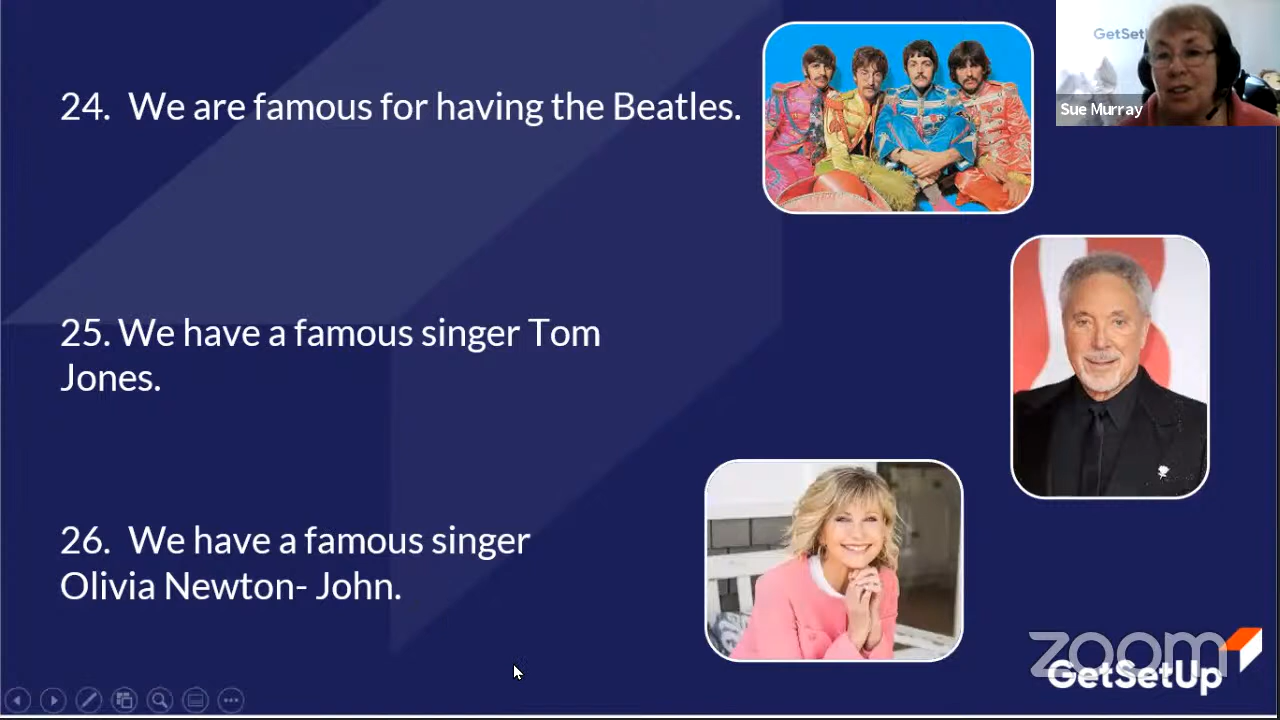 24.  We are famous for having the Beatles.
GetSet
Sue Murray
25. We have a famous singer Tom
Jones.
26.  We have a famous singer
Olivia Newton- John.
zoom
GetSetUp